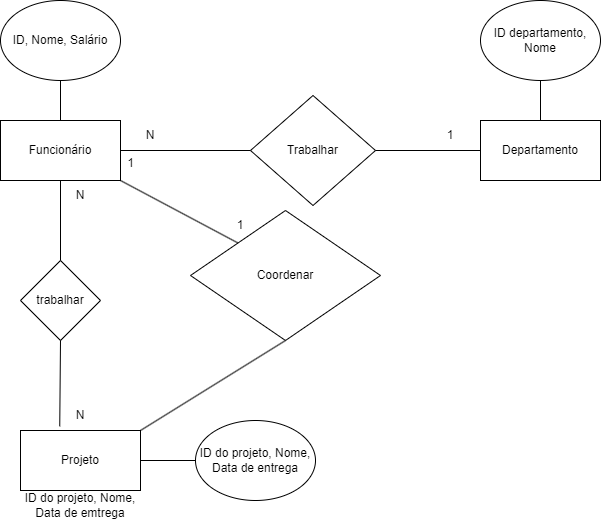 ID, Nome, Salário
ID departamento,
Nome
Funcionário
N
Trabalhar
1
Departamento
1
N
1
Coordenar
trabalhar
N
Projeto
ID do projeto, Nome,
Data de entrega
ID do projeto, Nome,
Data de emtrega